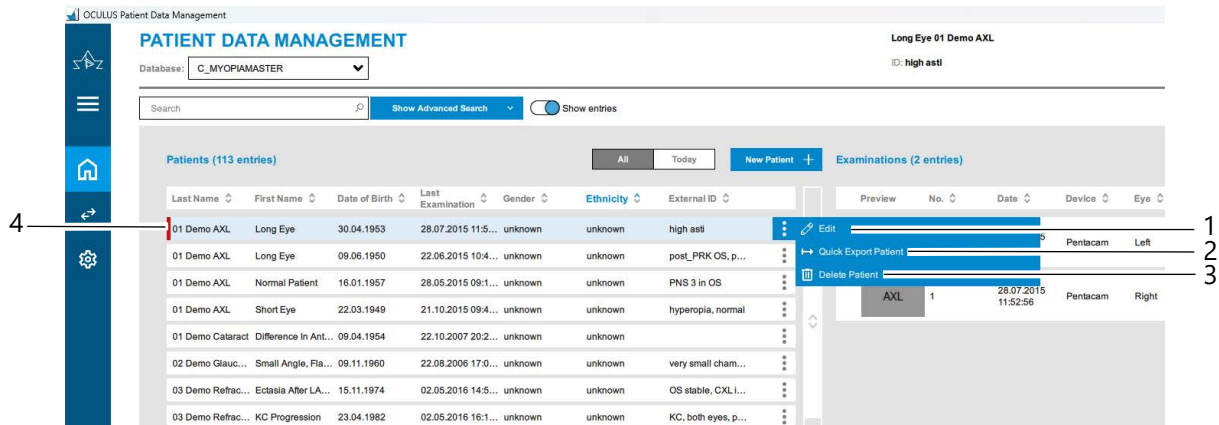 OCULUS Patient Data Management
PATIENT DATA MANAGEMENT
Long Eye 01 Demo AXL
Database: C_MYOPIAMASTER
ID: high asti
Search Show Advanced Search Show entries
Patients (113 entries) All Today New Patient Examinations (2 entries)
Last Name First Name Date of Birth Last Examination Gender Ethnicity External ID Preview No. Date Device Eye
4 01 Demo AXL Long Eye 30.04.1953 28.07.2015 11:5... unknown unknown high asti Edit 1
5 Pentacam Left
Quick Export Patient 2
01 Demo AXL Long Eye 09.06.1950 22.06.2015 10:4... unknown unknown post_PRK OS, p...
Delete Patient 3
01 Demo AXL Normal Patient 16.01.1957 28.05.2015 09:1... unknown unknown PNS 3 in OS
AXL 1 28.07.2015 11:52:56 Pentacam Right
01 Demo AXL Short Eye 22.03.1949 21.10.2015 09:4... unknown unknown hyperopia, normal
01 Demo Cataract Difference In Ant... 09.04.1954 22.10.2007 20:2... unknown unknown
02 Demo Glauc... Small Angle, Fla... 09.11.1960 22.08.2006 17:0... unknown unknown very small cham...
03 Demo Refrac... Ectasia After LA... 15.11.1974 02.05.2016 14:5... unknown unknown OS stable, CXL i...
03 Demo Refrac... KC Progression 23.04.1982 02.05.2016 16:1... unknown unknown KC, both eyes, p...